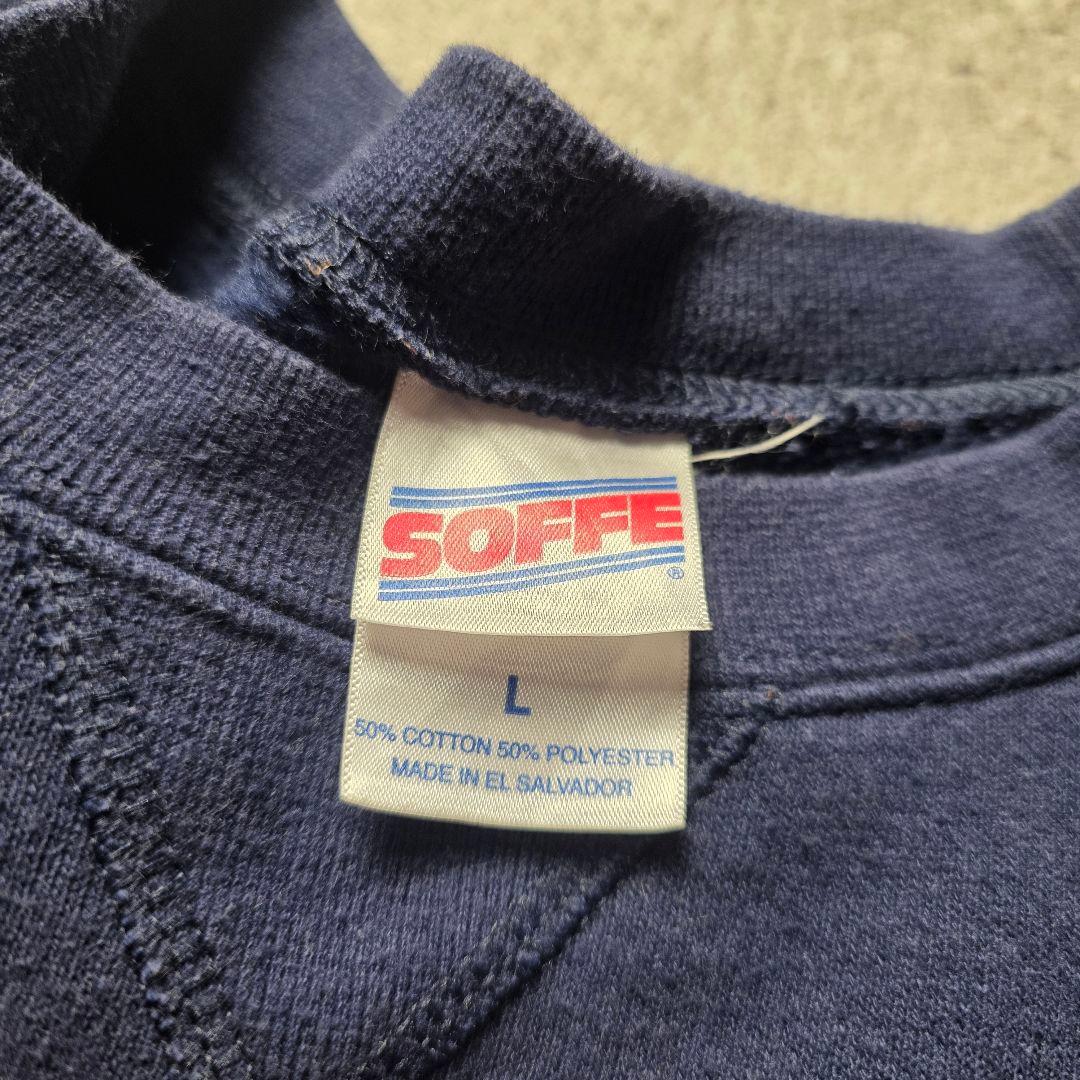 SOFFE
®
L
50% COTTON 50% POLYESTER
MADE IN EL SALVADOR